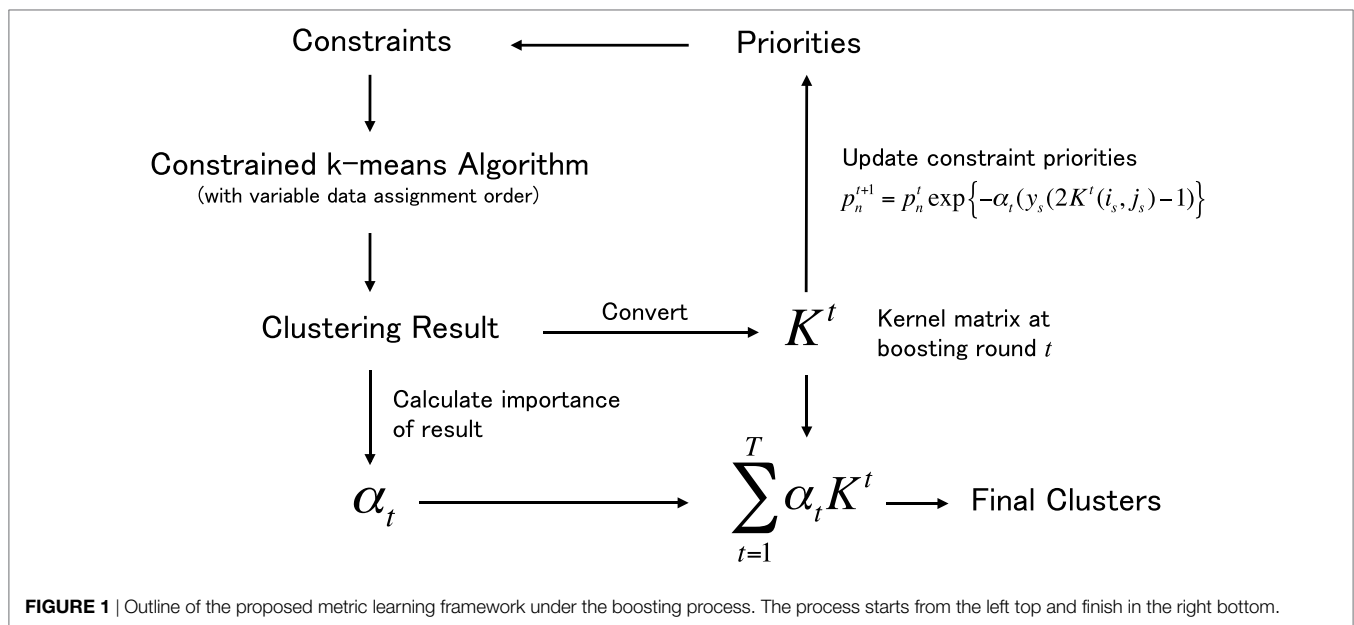 Constraints
Priorities
Constrained k-means Algorithm
(with variable data assignment order)
Update constraint priorities
p_n^{t+1} = p_n^t exp{-α_t(y_s(2K^t(i_s, j_s)-1)}
Clustering Result
Convert
K^t
Kernel matrix at
boosting round t
Calculate importance
of result
α_t
\sum_{t=1}^{T} α_t K^t
Final Clusters
FIGURE 1 | Outline of the proposed metric learning framework under the boosting process. The process starts from the left top and finish in the right bottom.